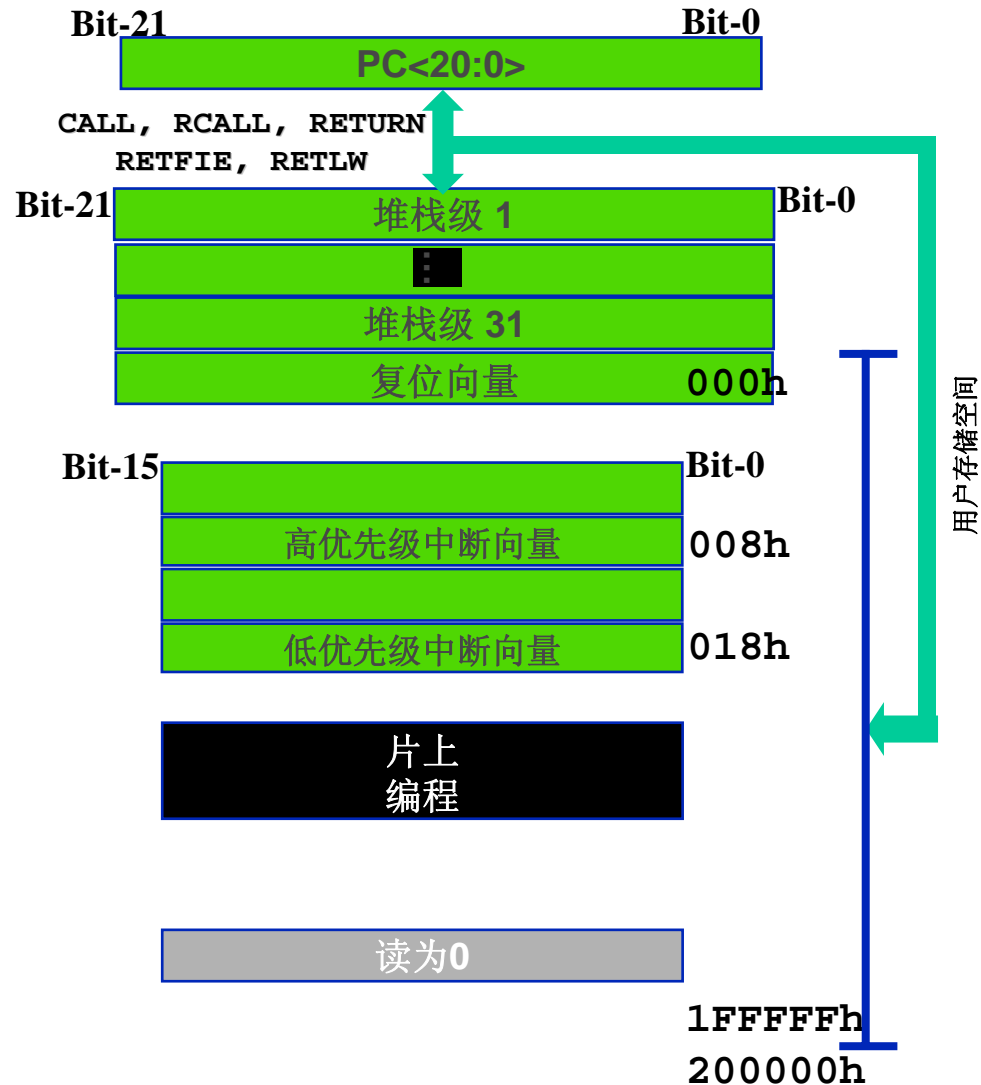 Bit-21 Bit-0
PC<20:0>
CALL, RCALL, RETURN
RETFIE, RETLW
Bit-21 Bit-0
堆栈级 1
⋮
堆栈级 31
复位向量 000h
Bit-15 Bit-0
高优先级中断向量 008h
低优先级中断向量 018h
片上
编程
读为0
1FFFFFh
200000h
用户存储空间